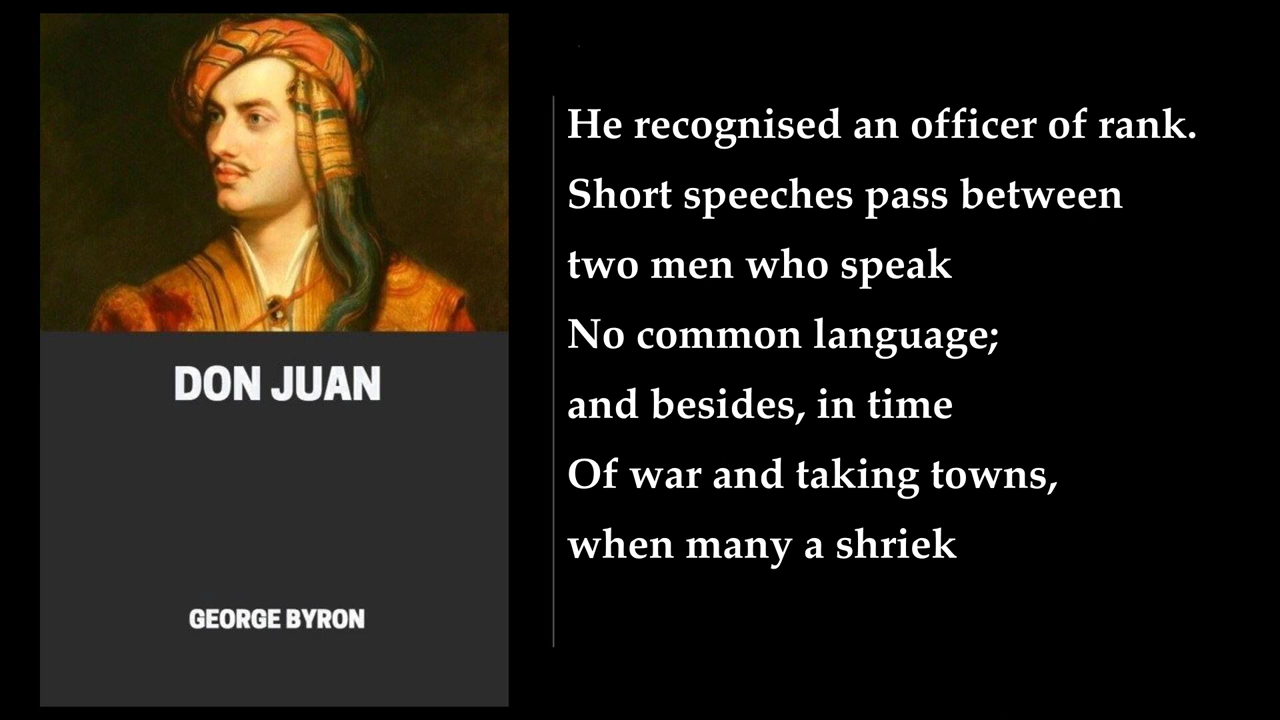 DON JUAN
GEORGE BYRON
He recognised an officer of rank.
Short speeches pass between
two men who speak
No common language;
and besides, in time
Of war and taking towns,
when many a shriek